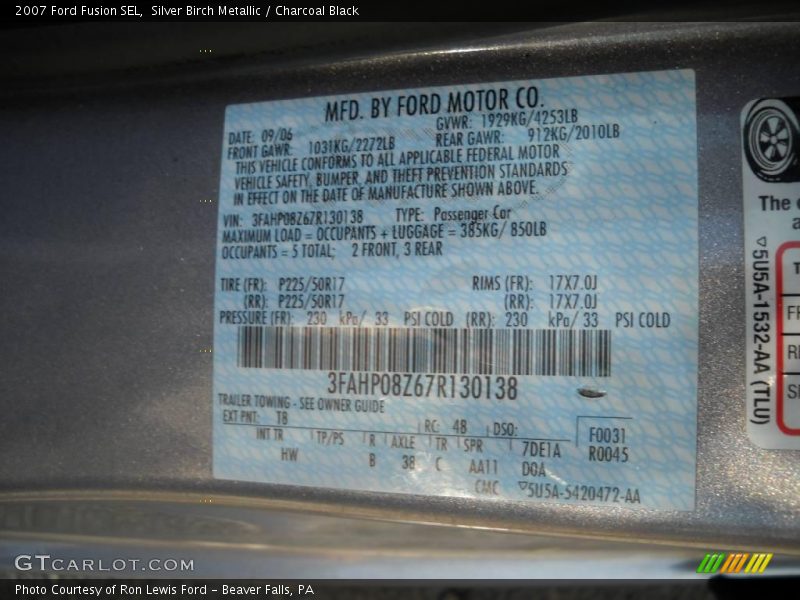 2007 Ford Fusion SEL,  Silver Birch Metallic / Charcoal Black
MFD. BY FORD MOTOR CO.
DATE: 09/06 GVWR: 1929KG/4253LB
FRONT GAWR: 1031KG/2272LB REAR GAWR: 912KG/2010LB
THIS VEHICLE CONFORMS TO ALL APPLICABLE FEDERAL MOTOR
VEHICLE SAFETY, BUMPER, AND THEFT PREVENTION STANDARDS
IN EFFECT ON THE DATE OF MANUFACTURE SHOWN ABOVE.
VIN: 3FAHP08Z67R130138 TYPE: Passenger Car
MAXIMUM LOAD = OCCUPANTS + LUGGAGE = 385KG/ 850LB
OCCUPANTS = 5 TOTAL; 2 FRONT, 3 REAR
TIRE (FR): P225/50R17 RIMS (FR): 17X7.0J
(RR): P225/50R17 (RR): 17X7.0J
PRESSURE (FR): 230 kPa/ 33 PSI COLD (RR): 230 kPa/ 33 PSI COLD
3FAHP08Z67R130138
TRAILER TOWING - SEE OWNER GUIDE
EXT PNT: T8 RC: 48 DSO: F0031
INT TR TP/PS R AXLE TR SPR 7DE1A R0045
HW B 38 C AA11 D0A
CMC ▽5U5A-5420472-AA
The
▽5U5A-1532-AA (TLU)
GTCARLOT.COM
Photo Courtesy of Ron Lewis Ford – Beaver Falls, PA